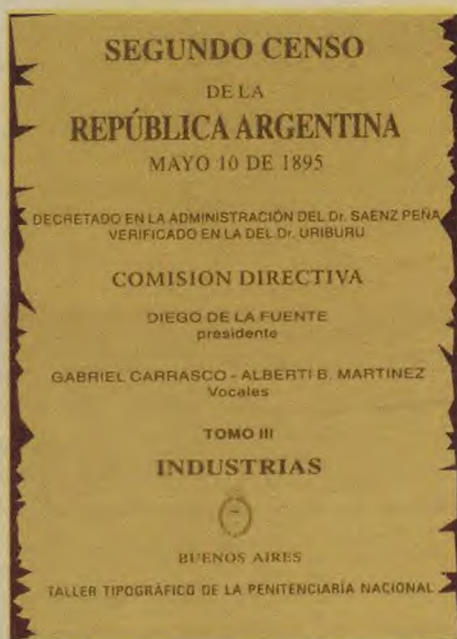 SEGUNDO CENSO
DE LA
REPÚBLICA ARGENTINA
MAYO 10 DE 1895
DECRETADO EN LA ADMINISTRACIÓN DEL Dr. SAENZ PEÑA
VERIFICADO EN LA DEL Dr. URIBURU
COMISION DIRECTIVA
DIEGO DE LA FUENTE
presidente
GABRIEL CARRASCO - ALBERTI B. MARTINEZ
Vocales
TOMO III
INDUSTRIAS
BUENOS AIRES
TALLER TIPOGRÁFICO DE LA PENITENCIARÍA NACIONAL